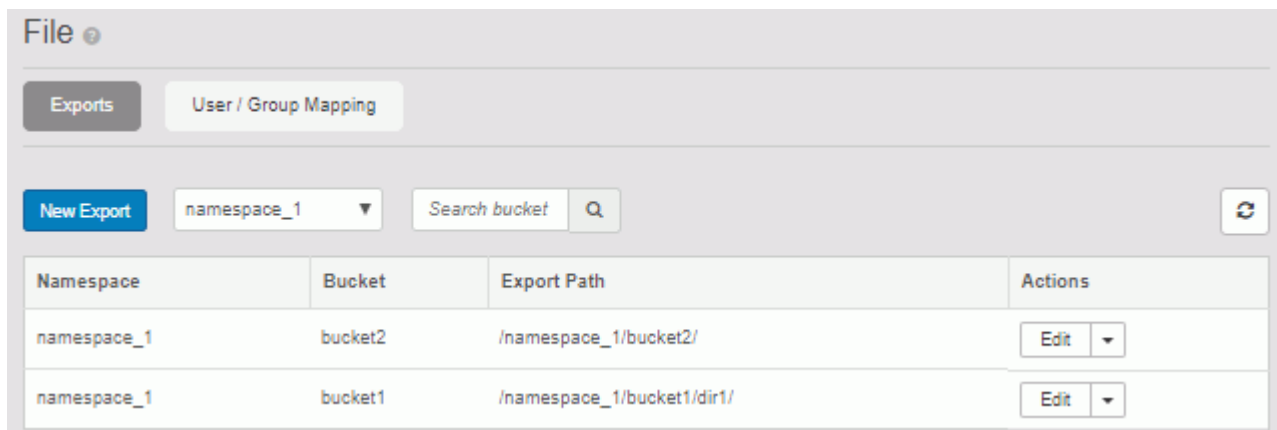 File
Exports User / Group Mapping
New Export namespace_1 Search bucket
Namespace Bucket Export Path Actions
namespace_1 bucket2 /namespace_1/bucket2/ Edit
namespace_1 bucket1 /namespace_1/bucket1/dir1/ Edit